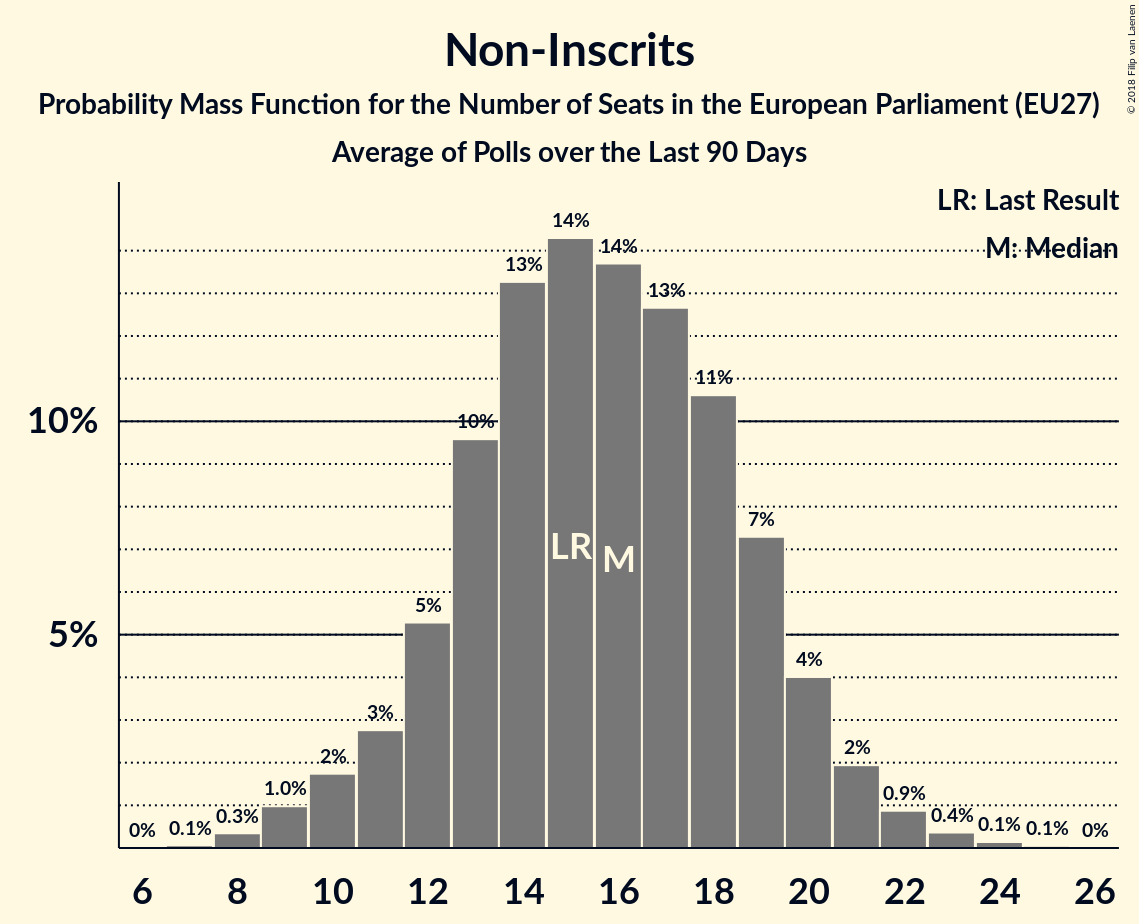 Non-Inscrits
Probability Mass Function for the Number of Seats in the European Parliament (EU27)
Average of Polls over the Last 90 Days
© 2018 Filip van Laenen
LR: Last Result
M: Median
10%
5%
0%
0.1%
0.3%
1.0%
2%
3%
5%
10%
13%
14%
14%
13%
11%
7%
4%
2%
0.9%
0.4%
0.1%
0.1%
0%
LR
M
6 8 10 12 14 16 18 20 22 24 26